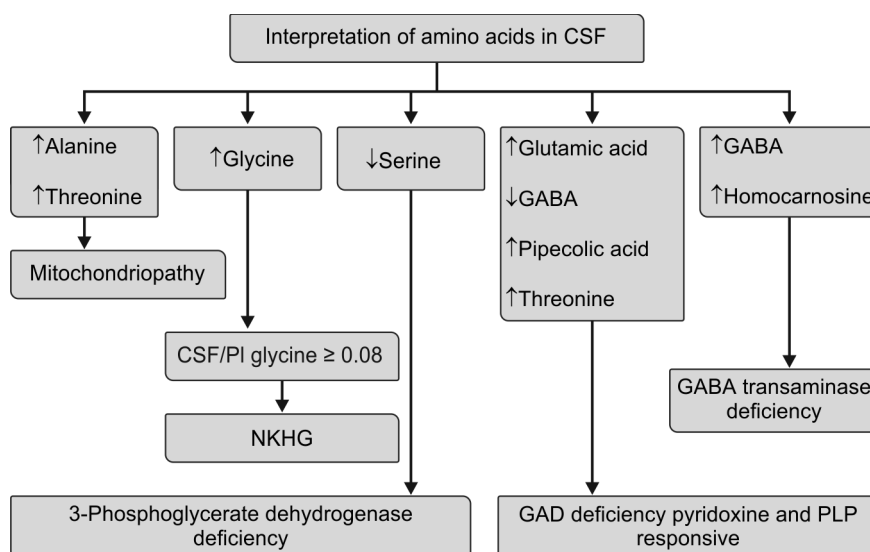 Interpretation of amino acids in CSF
↑Alanine
↑Threonine
↑Glycine
↓Serine
↑Glutamic acid
↓GABA
↑Pipecolic acid
↑Threonine
↑GABA
↑Homocarnosine
Mitochondriopathy
CSF/Pl glycine ≥ 0.08
NKHG
GABA transaminase
deficiency
3-Phosphoglycerate dehydrogenase
deficiency
GAD deficiency pyridoxine and PLP
responsive